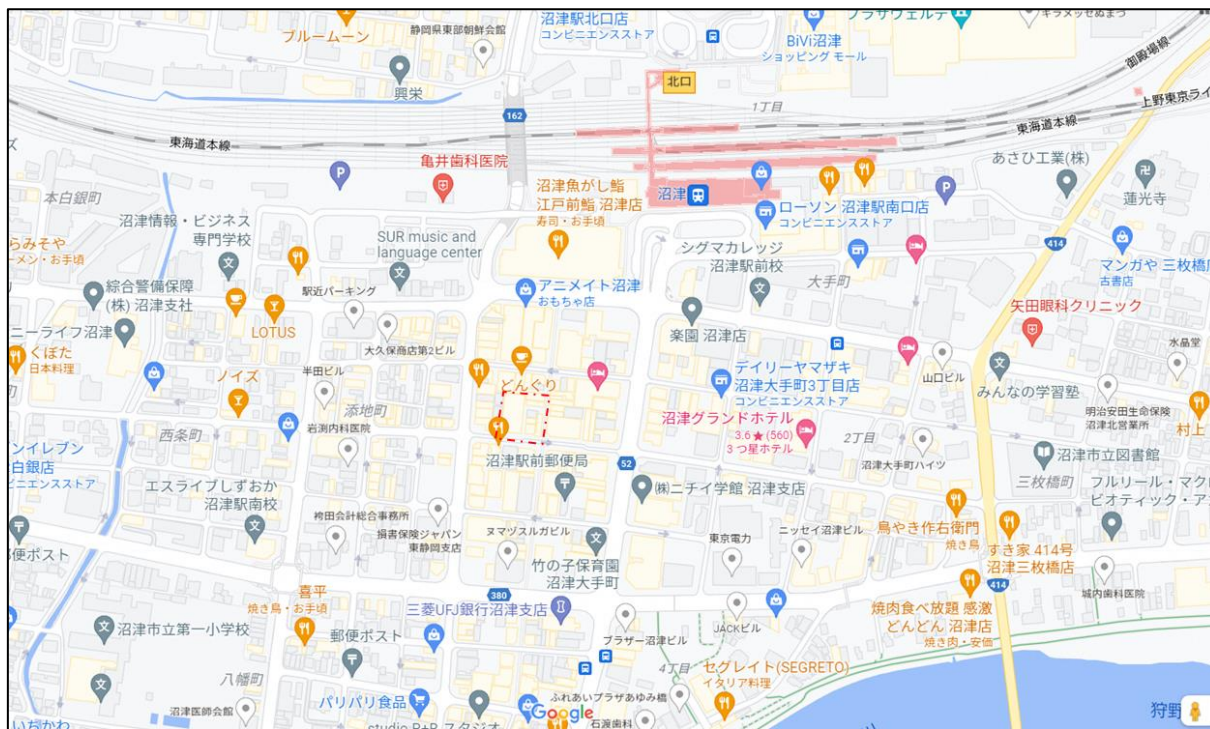 沼津駅北口店
コンビニエンスストア
プラザヴェルデ
キラメッセぬまづ
静岡県東部朝鮮会館
ブルームーン
BiVi沼津
ショッピング モール
御殿場線
興栄
北口
1丁目
上野東京ライ
162
東海道本線
東海道本線
亀井歯科医院
あさひ工業(株)
蓮光寺
本白銀町
沼津魚がし鮨
江戸前鮨 沼津店
寿司・お手頃
沼津
ローソン 沼津駅南口店
コンビニエンスストア
沼津情報・ビジネス
専門学校
SUR music and
language center
シグマカレッジ
沼津駅前校
414
らみそや
ーメン・お手頃
大手町
マンガや 三枚橋店
古書店
綜合警備保障
(株) 沼津支社
駅近パーキング
アニメイト沼津
おもちゃ店
矢田眼科クリニック
ニーライフ沼津
LOTUS
楽園 沼津店
水晶堂
くぼた
日本料理
大久保商店第2ビル
半田ビル
どんぐり
デイリーヤマザキ
沼津大手町3丁目店
コンビニエンスストア
山口ビル
みんなの学習塾
ノイズ
添地町
明治安田生命保険
沼津北営業所
村上
西条町
岩渕内科医院
沼津グランドホテル
3.6★(560)
3 つ星ホテル
2丁目
沼津大手町ハイツ
沼津市立図書館
ンイレブン
白銀店
ビニエンスストア
沼津駅前郵便局
52
三枚橋町
エスライブしずおか
沼津駅南校
(株)ニチイ学館 沼津支店
フルリール・マクロ
ビオティック・ア
袴田会計総合事務所
損害保険ジャパン
東静岡支店
ヌマヅスルガビル
東京電力
ニッセイ沼津ビル
鳥やき作右衛門
焼き鳥
便ポスト
すき家 414号
沼津三枚橋店
竹の子保育園
沼津大手町
喜平
焼き鳥・お手頃
380
三菱UFJ銀行沼津支店
414
城内歯科医院
沼津市立第一小学校
郵便ポスト
ブラザー沼津ビル
JACKビル
焼肉食べ放題 感激
どんどん 沼津店
焼き肉・安価
八幡町
4丁目
セグレイト(SEGRETO)
イタリア料理
沼津医師会館
パリパリ食品
ふれあいプラザあゆみ橋
Google
石渡歯科
狩野
いちかわ